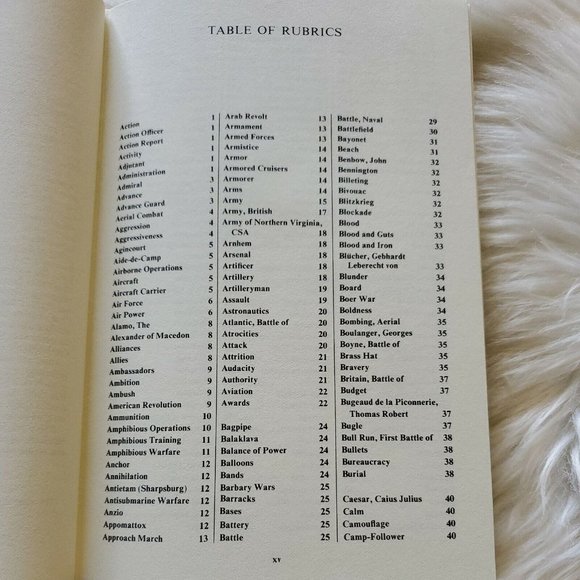 TABLE OF RUBRICS
Action 1
Action Officer 1
Action Report 1
Activity 1
Adjutant 1
Administration 1
Admiral 3
Advance 3
Advance Guard 4
Aerial Combat 4
Aggression 4
Aggressiveness 4
Agincourt 4
Aide-de-Camp 5
Airborne Operations 5
Aircraft 5
Aircraft Carrier 5
Air Force 6
Air Power 6
Alamo, The 8
Alexander of Macedon 8
Alliances 8
Allies 8
Ambassadors 9
Ambition 9
Ambush 9
American Revolution 9
Ammunition 10
Amphibious Operations 10
Amphibious Training 11
Amphibious Warfare 11
Anchor 12
Annihilation 12
Antietam (Sharpsburg) 12
Antisubmarine Warfare 12
Anzio 12
Appomattox 12
Approach March 13
Arab Revolt 13
Armament 13
Armed Forces 13
Armistice 14
Armor 14
Armored Cruisers 14
Armorer 14
Arms 14
Army 15
Army, British 17
Army of Northern Virginia,
CSA 18
Arnhem 18
Arsenal 18
Artificer 18
Artillery 18
Artilleryman 19
Assault 19
Astronautics 20
Atlantic, Battle of 20
Atrocities 20
Attack 20
Attrition 21
Audacity 21
Authority 21
Aviation 22
Awards 22
Bagpipe 24
Balaklava 24
Balance of Power 24
Balloons 24
Bands 24
Barbary Wars 25
Barracks 25
Bases 25
Battery 25
Battle 25
Battle, Naval 29
Battlefield 30
Bayonet 31
Beach 31
Benbow, John 32
Bennington 32
Billeting 32
Bivouac 32
Blitzkrieg 32
Blockade 32
Blood 33
Blood and Guts 33
Blood and Iron 33
Blücher, Gebhardt
Leberecht von 33
Blunder 34
Board 34
Boer War 34
Boldness 34
Bombing, Aerial 35
Boulanger, Georges 35
Boyne, Battle of 35
Brass Hat 35
Bravery 35
Britain, Battle of 37
Budget 37
Bugeaud de la Piconnerie,
Thomas Robert 37
Bugle 37
Bull Run, First Battle of 38
Bullets 38
Bureaucracy 38
Burial 38
Caesar, Caius Julius 40
Calm 40
Camouflage 40
Camp-Follower 40
xv